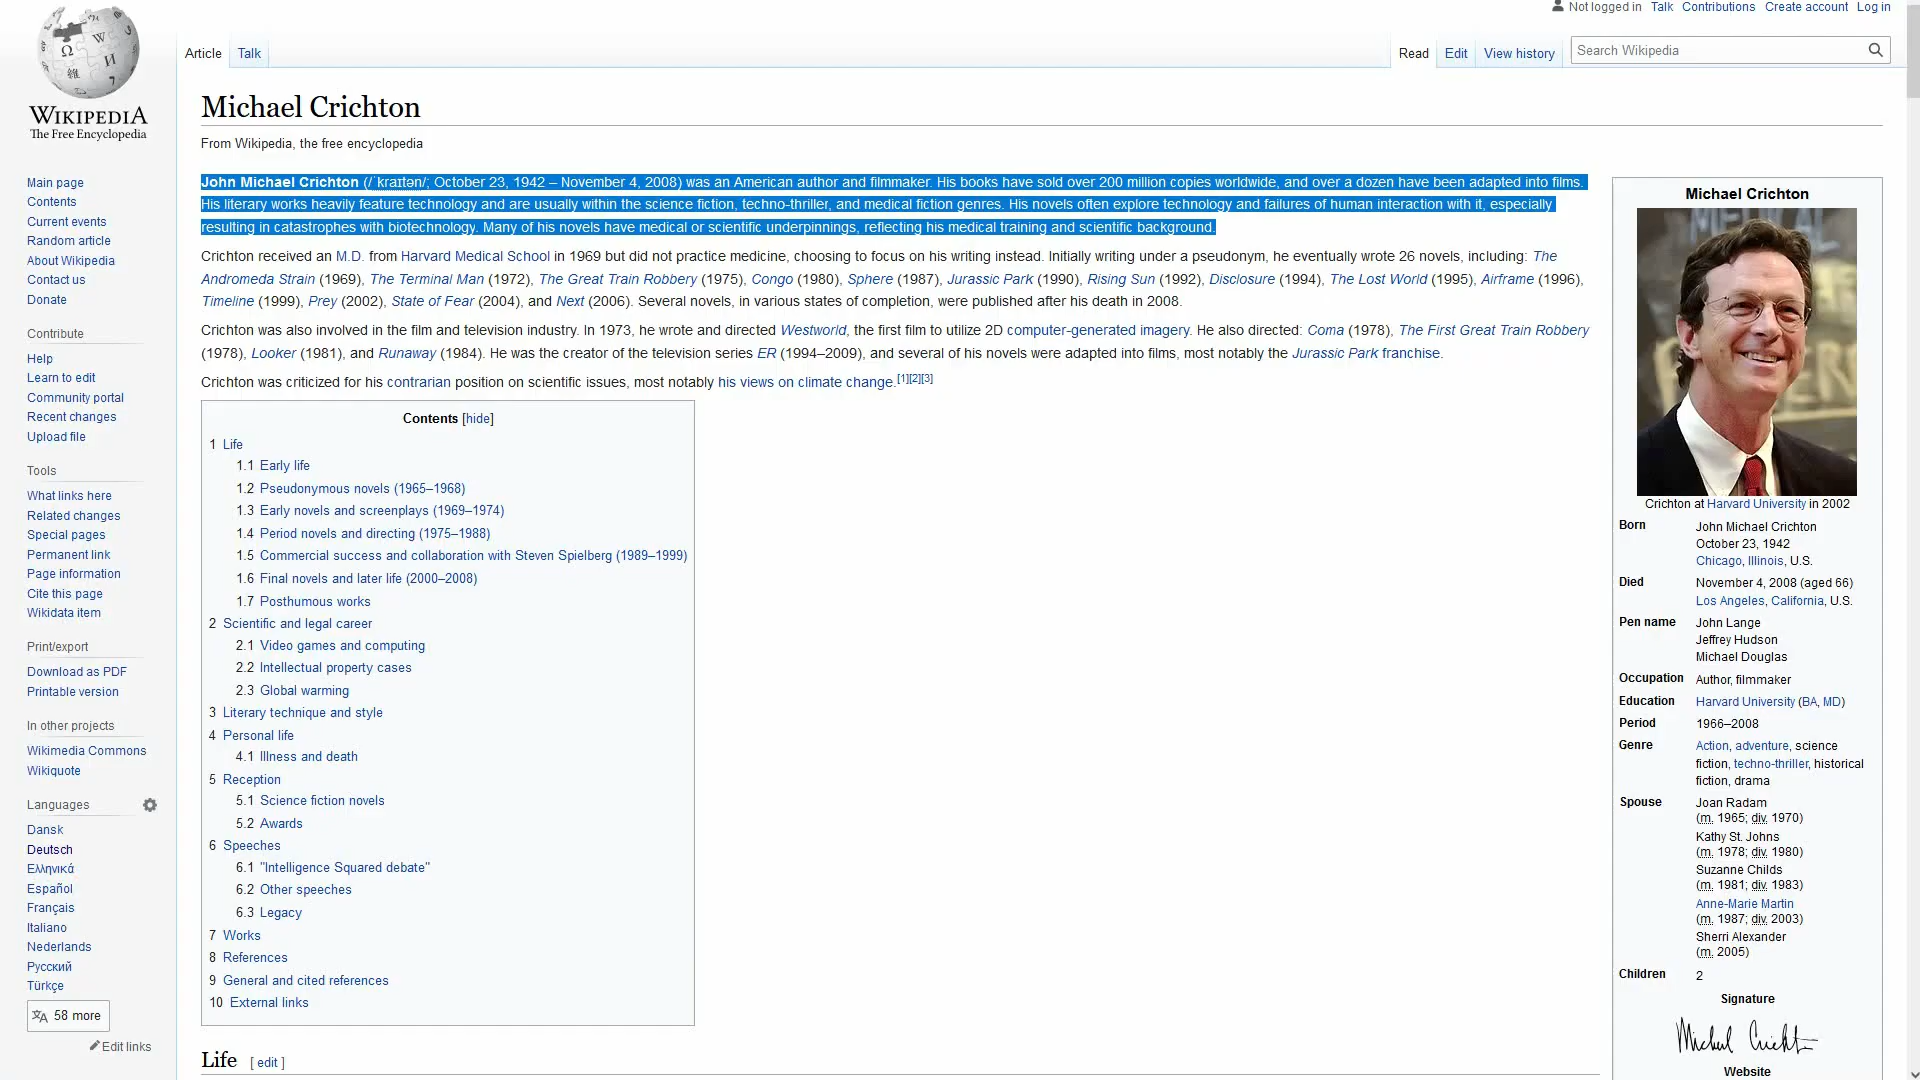 Not logged in Talk Contributions Create account Log in
Article Talk
Read Edit View history Search Wikipedia
WIKIPEDIA
The Free Encyclopedia
Main page
Contents
Current events
Random article
About Wikipedia
Contact us
Donate
Contribute
Help
Learn to edit
Community portal
Recent changes
Upload file
Tools
What links here
Related changes
Special pages
Permanent link
Page information
Cite this page
Wikidata item
Print/export
Download as PDF
Printable version
In other projects
Wikimedia Commons
Wikiquote
Languages
Dansk
Deutsch
Ελληνικά
Español
Français
Italiano
Nederlands
Русский
Türkçe
58 more
Edit links
Michael Crichton
From Wikipedia, the free encyclopedia
John Michael Crichton (/ˈkraɪtən/; October 23, 1942 – November 4, 2008) was an American author and filmmaker. His books have sold over 200 million copies worldwide, and over a dozen have been adapted into films.
His literary works heavily feature technology and are usually within the science fiction, techno-thriller, and medical fiction genres. His novels often explore technology and failures of human interaction with it, especially
resulting in catastrophes with biotechnology. Many of his novels have medical or scientific underpinnings, reflecting his medical training and scientific background.
Crichton received an M.D. from Harvard Medical School in 1969 but did not practice medicine, choosing to focus on his writing instead. Initially writing under a pseudonym, he eventually wrote 26 novels, including: The
Andromeda Strain (1969), The Terminal Man (1972), The Great Train Robbery (1975), Congo (1980), Sphere (1987), Jurassic Park (1990), Rising Sun (1992), Disclosure (1994), The Lost World (1995), Airframe (1996),
Timeline (1999), Prey (2002), State of Fear (2004), and Next (2006). Several novels, in various states of completion, were published after his death in 2008.
Crichton was also involved in the film and television industry. In 1973, he wrote and directed Westworld, the first film to utilize 2D computer-generated imagery. He also directed: Coma (1978), The First Great Train Robbery
(1978), Looker (1981), and Runaway (1984). He was the creator of the television series ER (1994–2009), and several of his novels were adapted into films, most notably the Jurassic Park franchise.
Crichton was criticized for his contrarian position on scientific issues, most notably his views on climate change.[1][2][3]
Contents [hide]
1 Life
1.1 Early life
1.2 Pseudonymous novels (1965–1968)
1.3 Early novels and screenplays (1969–1974)
1.4 Period novels and directing (1975–1988)
1.5 Commercial success and collaboration with Steven Spielberg (1989–1999)
1.6 Final novels and later life (2000–2008)
1.7 Posthumous works
2 Scientific and legal career
2.1 Video games and computing
2.2 Intellectual property cases
2.3 Global warming
3 Literary technique and style
4 Personal life
4.1 Illness and death
5 Reception
5.1 Science fiction novels
5.2 Awards
6 Speeches
6.1 "Intelligence Squared debate"
6.2 Other speeches
6.3 Legacy
7 Works
8 References
9 General and cited references
10 External links
Life [ edit ]
Michael Crichton
Crichton at Harvard University in 2002
Born John Michael Crichton
October 23, 1942
Chicago, Illinois, U.S.
Died November 4, 2008 (aged 66)
Los Angeles, California, U.S.
Pen name John Lange
Jeffrey Hudson
Michael Douglas
Occupation Author, filmmaker
Education Harvard University (BA, MD)
Period 1966–2008
Genre Action, adventure, science
fiction, techno-thriller, historical
fiction, drama
Spouse Joan Radam
(m. 1965; div. 1970)
Kathy St. Johns
(m. 1978; div. 1980)
Suzanne Childs
(m. 1981; div. 1983)
Anne-Marie Martin
(m. 1987; div. 2003)
Sherri Alexander
(m. 2005)
Children 2
Signature
Michael Crichton
Website